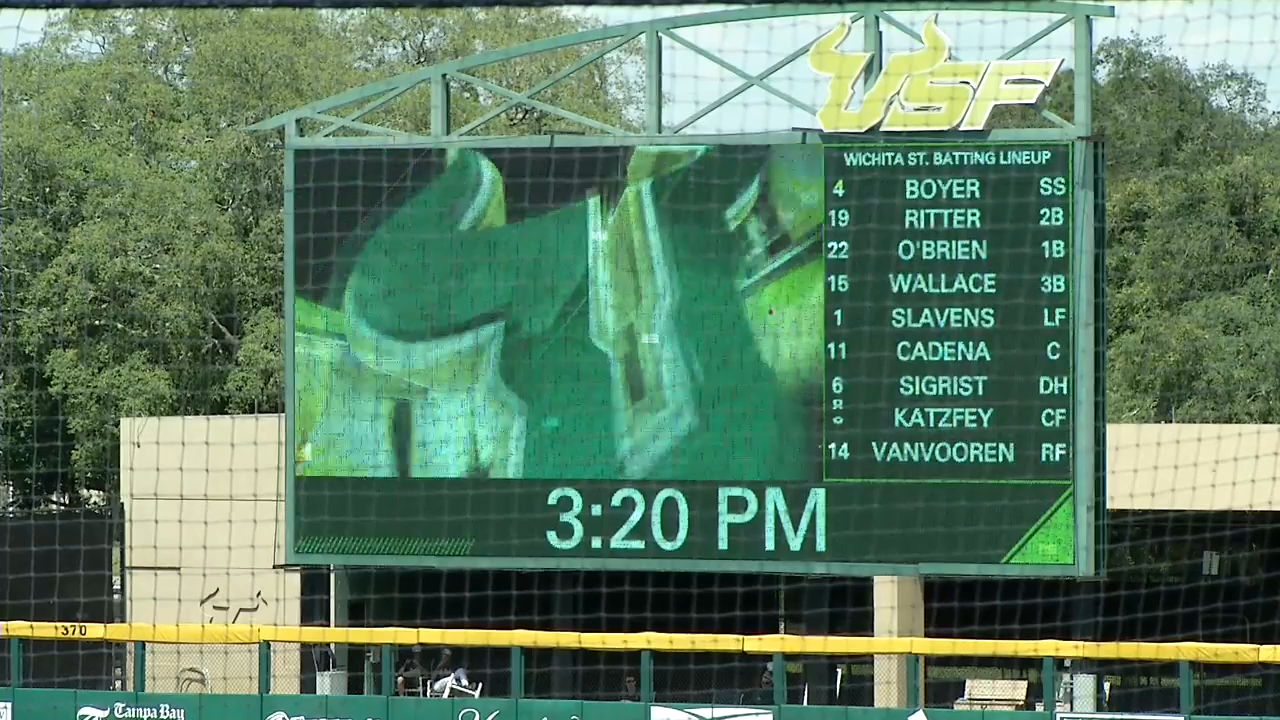 USF
WICHITA ST. BATTING LINEUP
4 BOYER SS
19 RITTER 2B
22 O'BRIEN 1B
15 WALLACE 3B
1 SLAVENS LF
11 CADENA C
6 SIGRIST DH
8 KATZFEY CF
14 VANVOOREN RF
3:20 PM
370
Tampa Bay